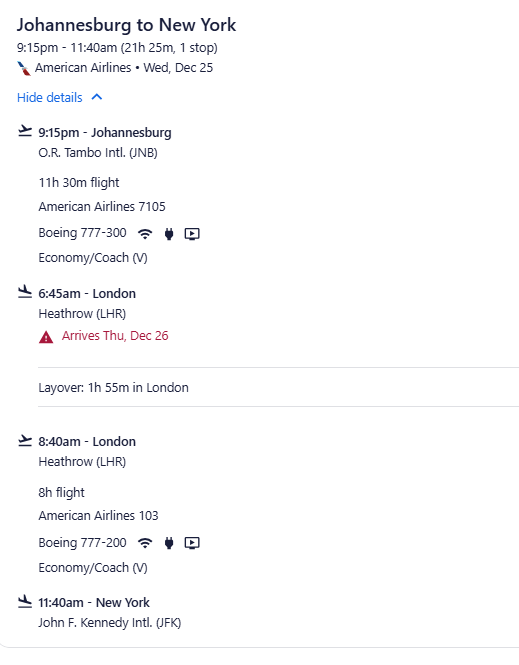 Johannesburg to New York
9:15pm - 11:40am (21h 25m, 1 stop)
American Airlines • Wed, Dec 25
Hide details
9:15pm - Johannesburg
O.R. Tambo Intl. (JNB)
11h 30m flight
American Airlines 7105
Boeing 777-300
Economy/Coach (V)
6:45am - London
Heathrow (LHR)
Arrives Thu, Dec 26
Layover: 1h 55m in London
8:40am - London
Heathrow (LHR)
8h flight
American Airlines 103
Boeing 777-200
Economy/Coach (V)
11:40am - New York
John F. Kennedy Intl. (JFK)